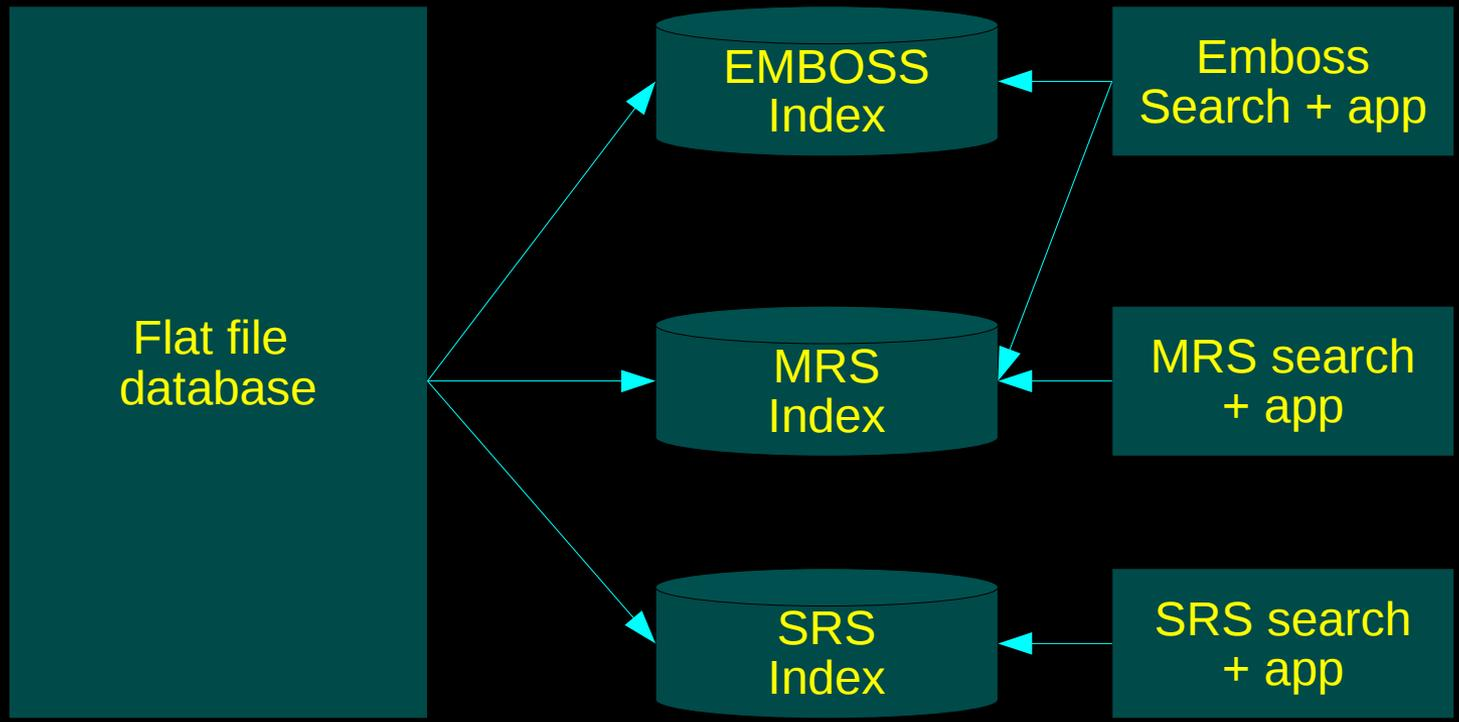 Flat file
database
EMBOSS
Index
MRS
Index
SRS
Index
Emboss
Search + app
MRS search
+ app
SRS search
+ app